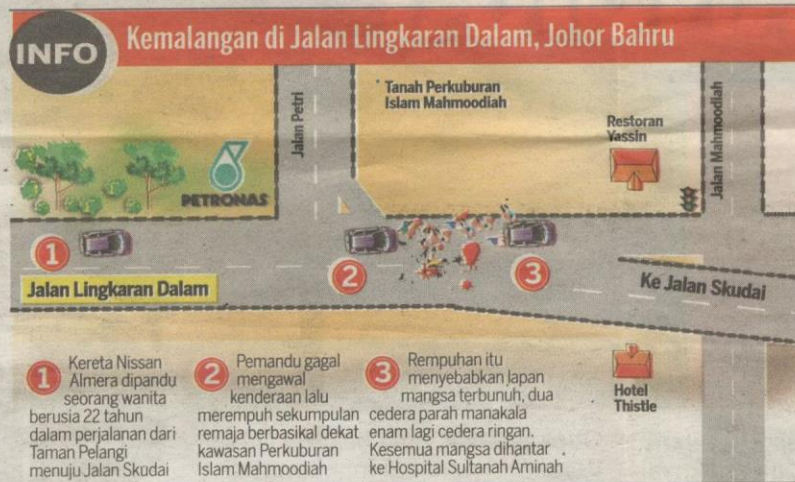 INFO
Kemalangan di Jalan Lingkaran Dalam, Johor Bahru
Jalan Petri
Tanah Perkuburan
Islam Mahmoodiah
Restoran
Yassin
Jalan Mahmoodiah
PETRONAS
1
2
3
Jalan Lingkaran Dalam
Ke Jalan Skudai
Hotel
Thistle
1 Kereta Nissan
Almera dipandu
seorang wanita
berusia 22 tahun
dalam perjalanan dari
Taman Pelangi
menuju Jalan Skudai
2 Pemandu gagal
mengawal
kenderaan lalu
merempuh sekumpulan
remaja berbasikal dekat
kawasan Perkuburan
Islam Mahmoodiah
3 Rempuhan itu
menyebabkan lapan
mangsa terbunuh, dua
cedera parah manakala
enam lagi cedera ringan.
Kesemua mangsa dihantar
ke Hospital Sultanah Aminah